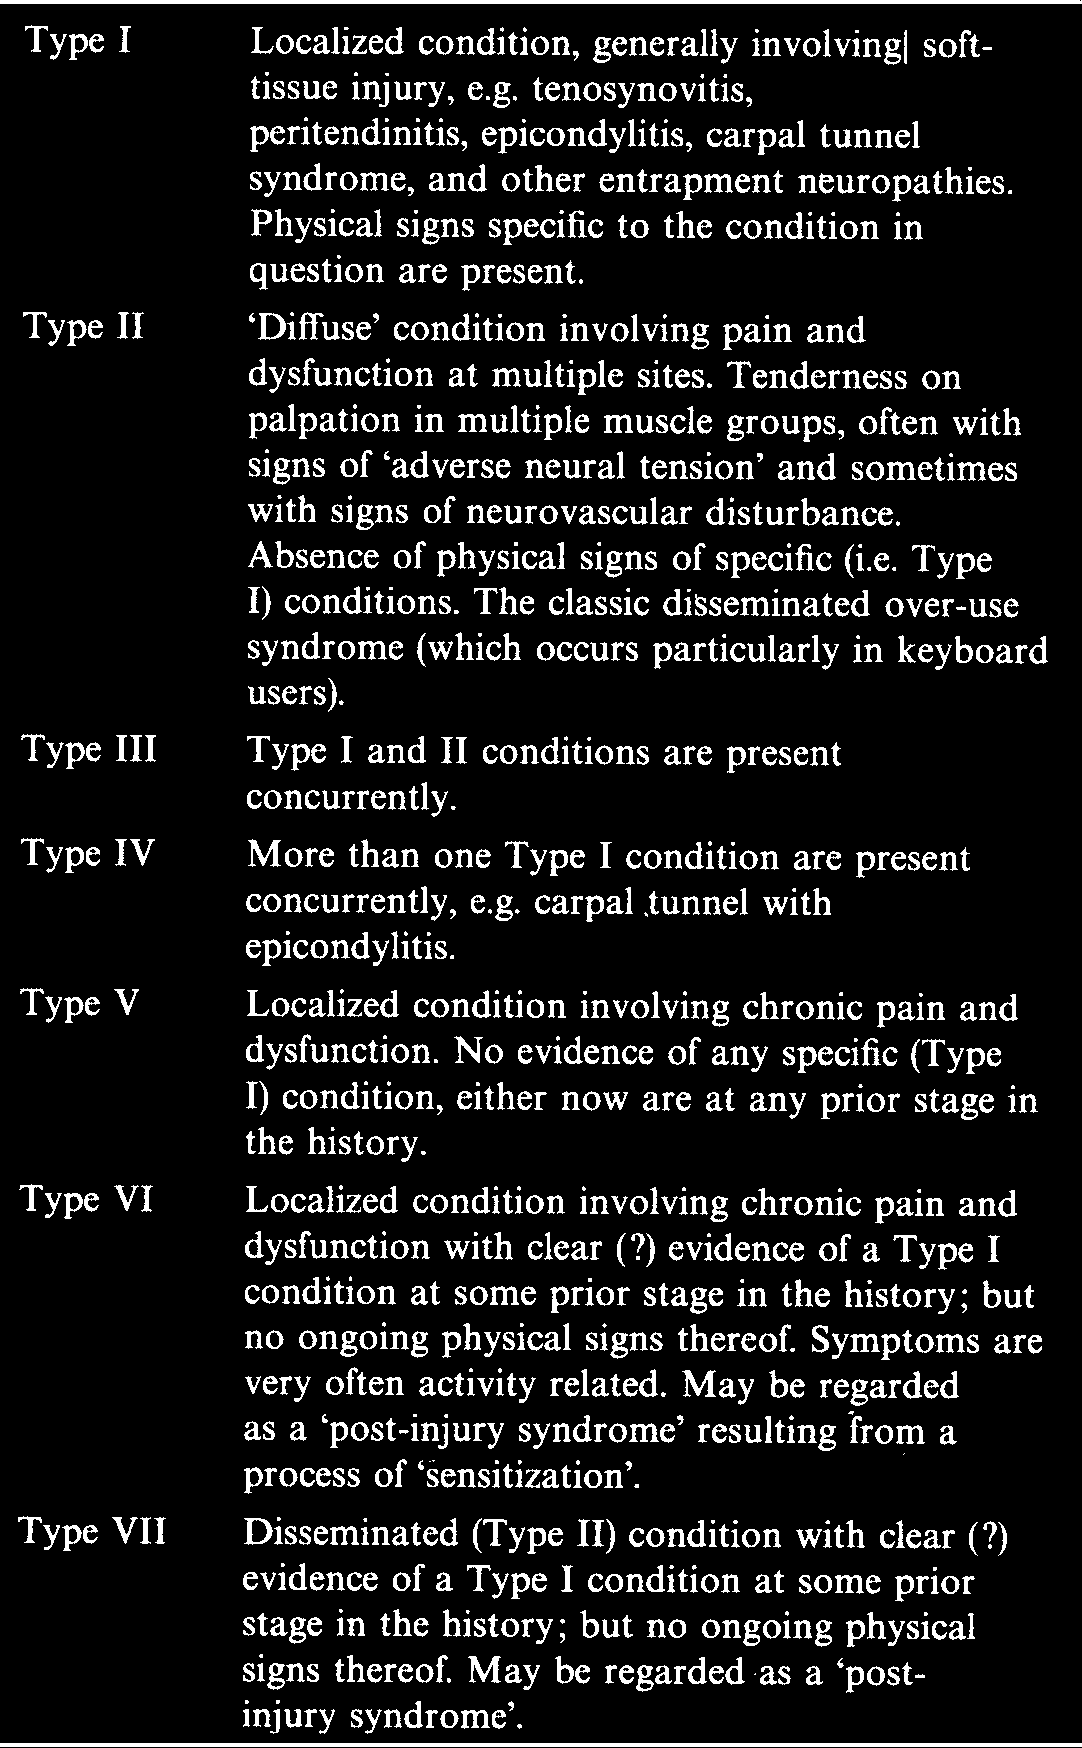 Type I Localized condition, generally involving| soft-
tissue injury, e.g. tenosynovitis,
peritendinitis, epicondylitis, carpal tunnel
syndrome, and other entrapment neuropathies.
Physical signs specific to the condition in
question are present.
Type II ‘Diffuse’ condition involving pain and
dysfunction at multiple sites. Tenderness on
palpation in multiple muscle groups, often with
signs of ‘adverse neural tension’ and sometimes
with signs of neurovascular disturbance.
Absence of physical signs of specific (i.e. Type
I) conditions. The classic disseminated over-use
syndrome (which occurs particularly in keyboard
users).
Type III Type I and II conditions are present
concurrently.
Type IV More than one Type I condition are present
concurrently, e.g. carpal tunnel with
epicondylitis.
Type V Localized condition involving chronic pain and
dysfunction. No evidence of any specific (Type
I) condition, either now are at any prior stage in
the history.
Type VI Localized condition involving chronic pain and
dysfunction with clear (?) evidence of a Type I
condition at some prior stage in the history; but
no ongoing physical signs thereof. Symptoms are
very often activity related. May be regarded
as a ‘post-injury syndrome’ resulting from a
process of ‘sensitization’.
Type VII Disseminated (Type II) condition with clear (?)
evidence of a Type I condition at some prior
stage in the history; but no ongoing physical
signs thereof. May be regarded as a ‘post-
injury syndrome’.